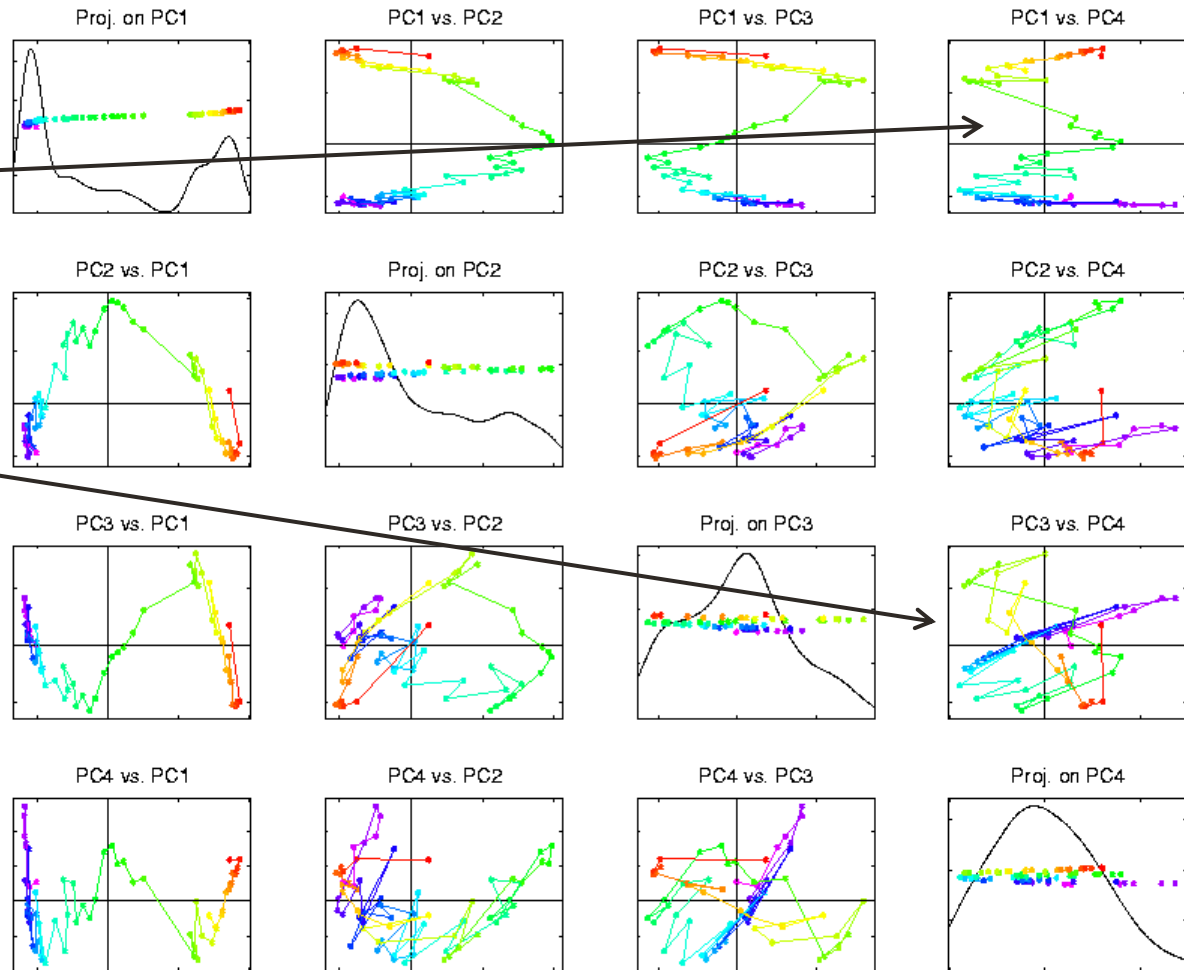 Proj. on PC1
PC1 vs. PC2
PC1 vs. PC3
PC1 vs. PC4
PC2 vs. PC1
Proj. on PC2
PC2 vs. PC3
PC2 vs. PC4
PC3 vs. PC1
PC3 vs. PC2
Proj. on PC3
PC3 vs. PC4
PC4 vs. PC1
PC4 vs. PC2
PC4 vs. PC3
Proj. on PC4